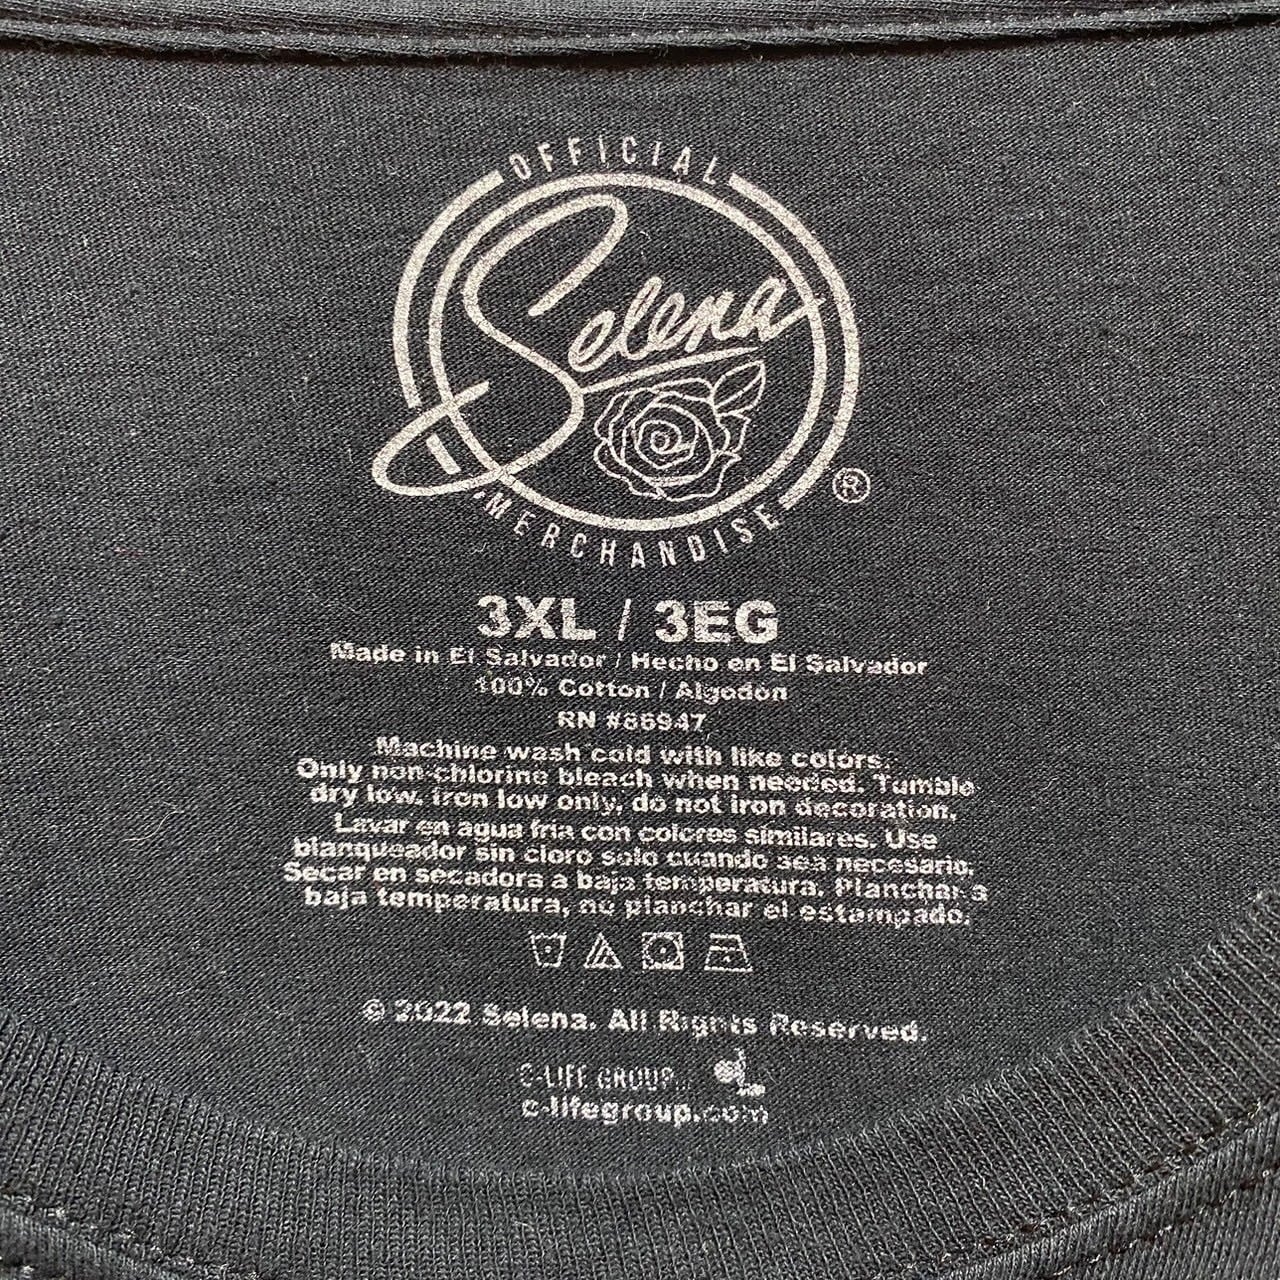 OFFICIAL
Selena
®
MERCHANDISE
3XL / 3EG
Made in El Salvador / Hecho en El Salvador
100% Cotton / Algodón
RN #86947
Machine wash cold with like colors.
Only non-chlorine bleach when needed. Tumble
dry low. Iron low only, do not iron decoration.
Lavar en agua fria con colores similares. Use
blanqueador sin cloro solo cuando sea necesario.
Secar en secadora a baja temperatura. Planchar a
baja temperatura, no planchar el estampado.
© 2022 Selena. All Rights Reserved.
C-LIFE GROUP
c-lifegroup.com